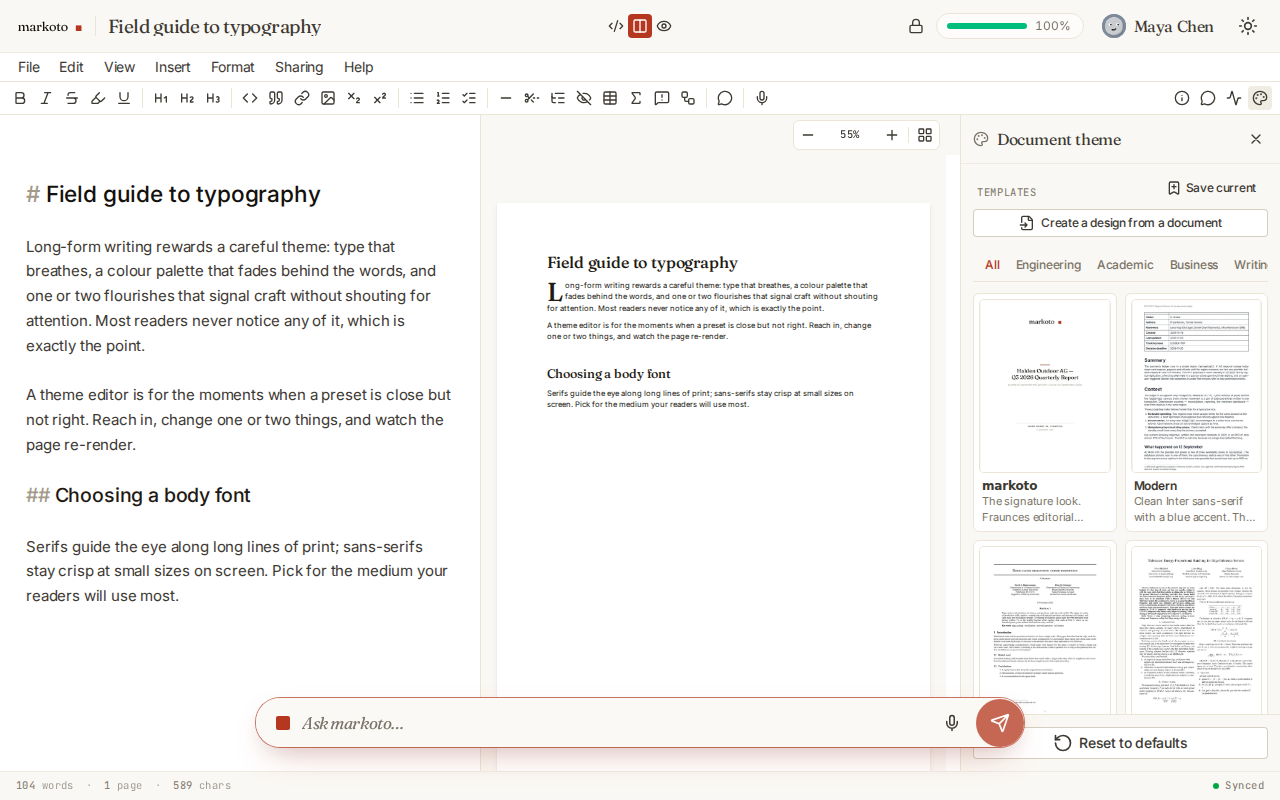 markoto
Field guide to typography
100%
Maya Chen
File Edit View Insert Format Sharing Help
H1 H2 H3
55%
Document theme
# Field guide to typography
Long-form writing rewards a careful theme: type that
breathes, a colour palette that fades behind the words, and
one or two flourishes that signal craft without shouting for
attention. Most readers never notice any of it, which is
exactly the point.
A theme editor is for the moments when a preset is close but
not right. Reach in, change one or two things, and watch the
page re-render.
## Choosing a body font
Serifs guide the eye along long lines of print; sans-serifs
stay crisp at small sizes on screen. Pick for the medium your
readers will use most.
Field guide to typography
Long-form writing rewards a careful theme: type that breathes, a colour palette that
fades behind the words, and one or two flourishes that signal craft without shouting
for attention. Most readers never notice any of it, which is exactly the point.
A theme editor is for the moments when a preset is close but not right. Reach in, change
one or two things, and watch the page re-render.
Choosing a body font
Serifs guide the eye along long lines of print; sans-serifs stay crisp at small sizes on
screen. Pick for the medium your readers will use most.
TEMPLATES
Save current
Create a design from a document
All Engineering Academic Business Writin
markoto
Halden Outdoor AG —
Q3 2026 Quarterly Report
Summary
Context
markoto
The signature look.
Fraunces editorial...
Modern
Clean Inter sans-serif
with a blue accent. Th...
Ask markoto...
Reset to defaults
104 words · 1 page · 589 chars
Synced